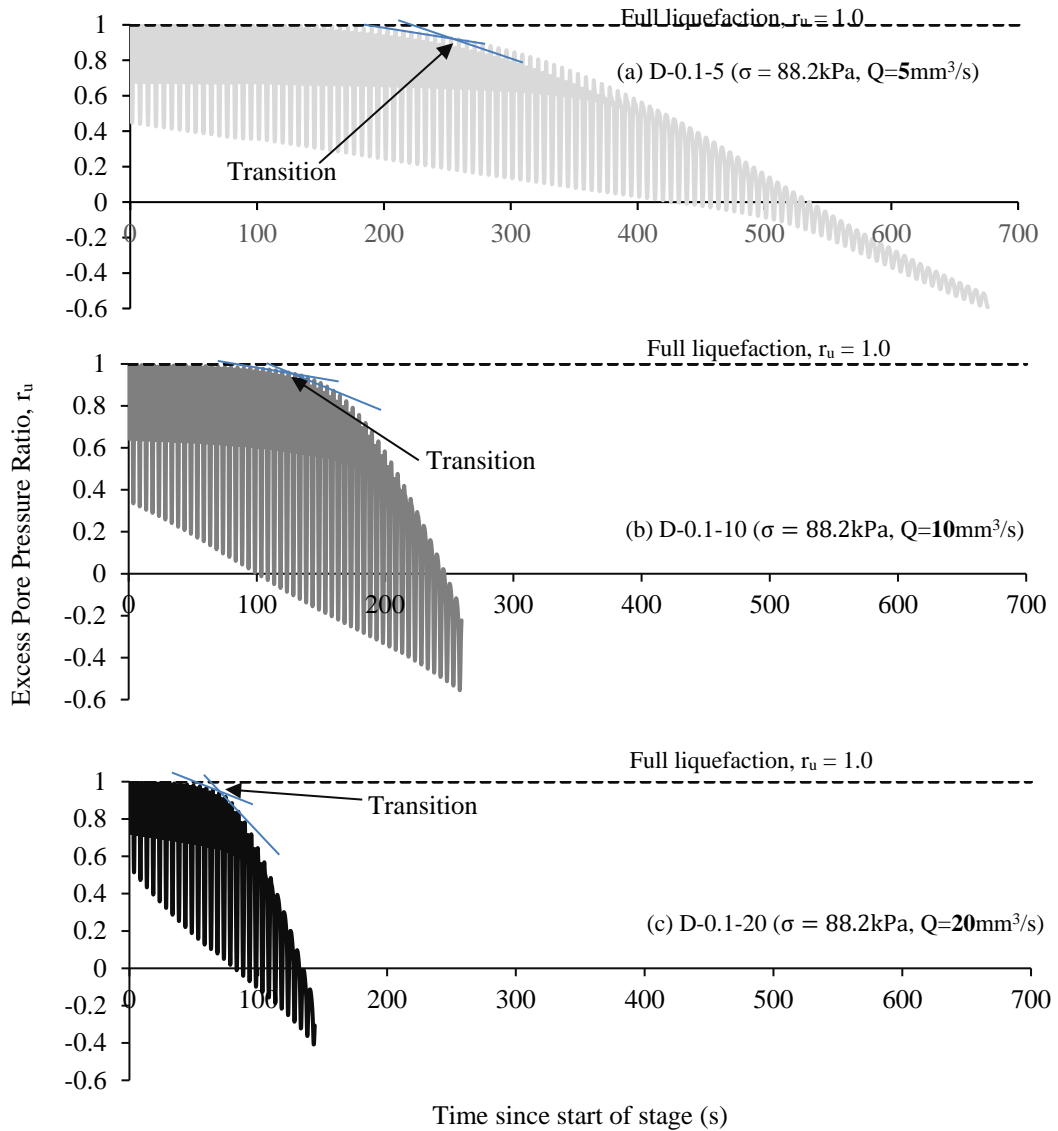 Full liquefaction, ru = 1.0
1
0.8
0.6
0.4
0.2
0
-0.2
-0.4
-0.6
(a) D-0.1-5 (σ = 88.2kPa, Q=5mm³/s)
Transition
0 100 200 300 400 500 600 700
Full liquefaction, ru = 1.0
1
0.8
0.6
0.4
0.2
0
-0.2
-0.4
-0.6
Transition
(b) D-0.1-10 (σ = 88.2kPa, Q=10mm³/s)
0 100 200 300 400 500 600 700
Excess Pore Pressure Ratio, ru
Full liquefaction, ru = 1.0
1
0.8
0.6
0.4
0.2
0
-0.2
-0.4
-0.6
Transition
(c) D-0.1-20 (σ = 88.2kPa, Q=20mm³/s)
0 100 200 300 400 500 600 700
Time since start of stage (s)